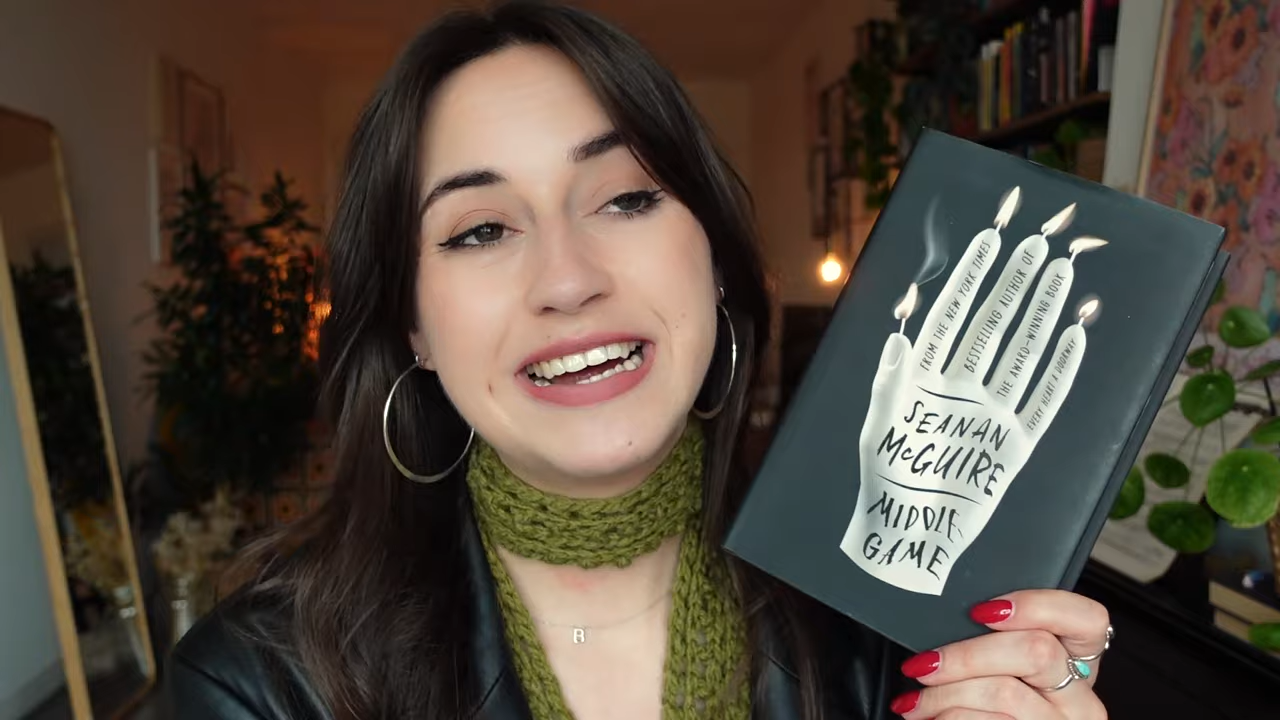 FROM THE NEW YORK TIMES
BESTSELLING AUTHOR OF
THE AWARD-WINNING BOOK
EVERY HEART A DOORWAY
SEANAN
McGUIRE
MIDDLE
GAME
R